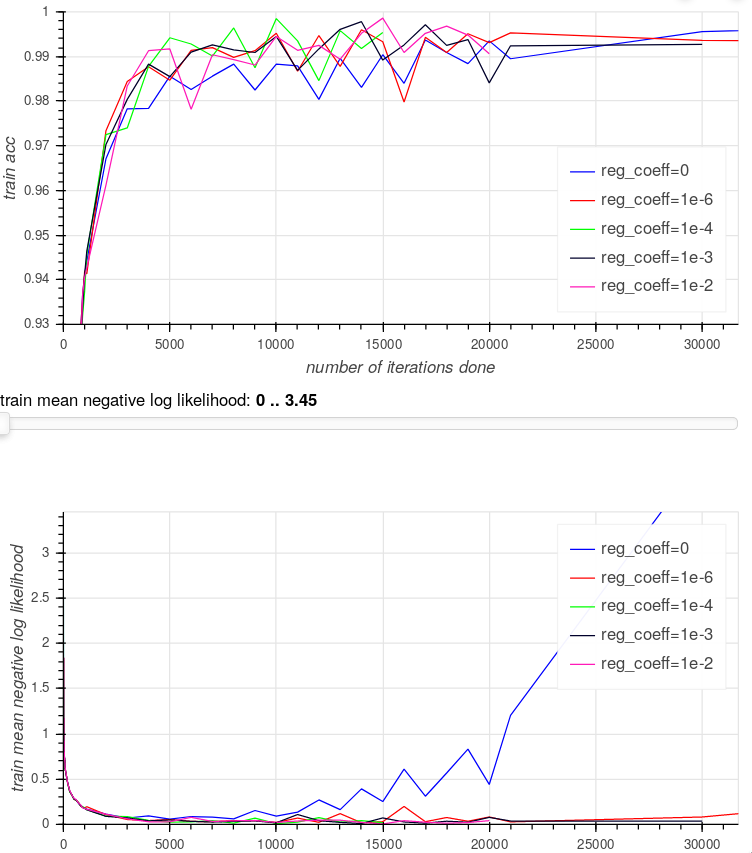 1
0.99
0.98
0.97
0.96
0.95
0.94
0.93
train acc
reg_coeff=0
reg_coeff=1e-6
reg_coeff=1e-4
reg_coeff=1e-3
reg_coeff=1e-2
0 5000 10000 15000 20000 25000 30000
number of iterations done
train mean negative log likelihood: 0 .. 3.45
3
2.5
2
1.5
1
0.5
0
train mean negative log likelihood
reg_coeff=0
reg_coeff=1e-6
reg_coeff=1e-4
reg_coeff=1e-3
reg_coeff=1e-2
0 5000 10000 15000 20000 25000 30000